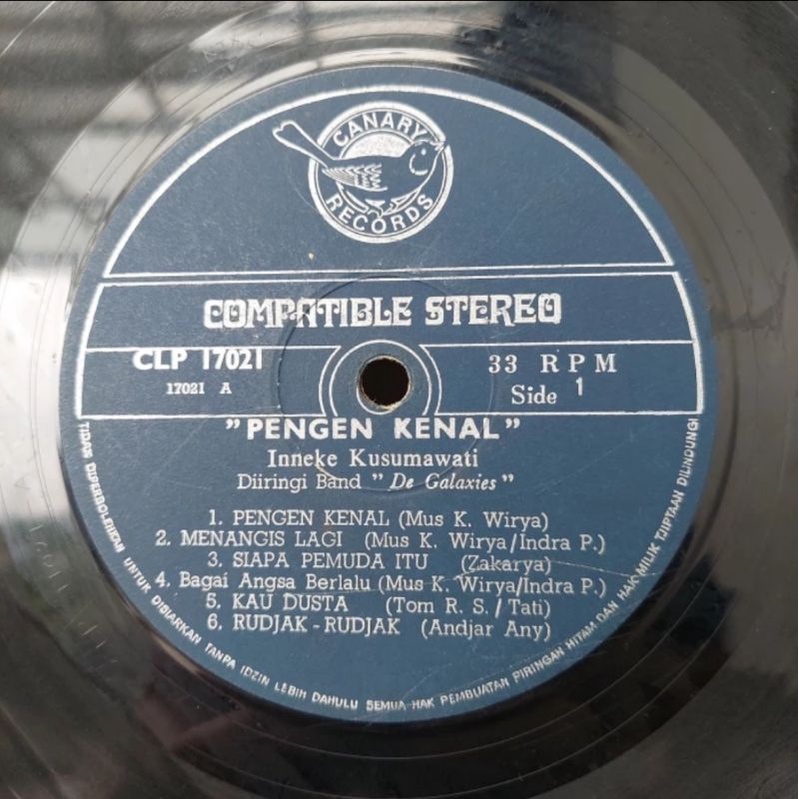 CANARY
RECORDS
COMPATIBLE STEREO
CLP 17021
17021 A
33 RPM
Side 1
"PENGEN KENAL"
Inneke Kusumawati
Diiringi Band "De Galaxies"
1. PENGEN KENAL (Mus K. Wirya)
2. MENANGIS LAGI (Mus K. Wirya/Indra P.)
3. SIAPA PEMUDA ITU (Zakarya)
4. Bagai Angsa Berlalu (Mus K. Wirya/Indra P.)
5. KAU DUSTA (Tom R. S. / Tati)
6. RUDJAK - RUDJAK (Andjar Any)
TIDAK DIPERBOLEHKAN UNTUK DISIARKAN TANPA IDZIN LEBIH DAHULU SEMUA HAK PEMBUATAN PIRINGAN HITAM DAN HAK MILIK TJIPTAAN DILINDUNGI